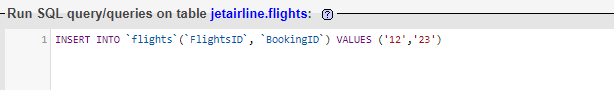 Run SQL query/queries on table jetairline.flights: ?
1 INSERT INTO `flights`(`FlightsID`, `BookingID`) VALUES ('12','23')